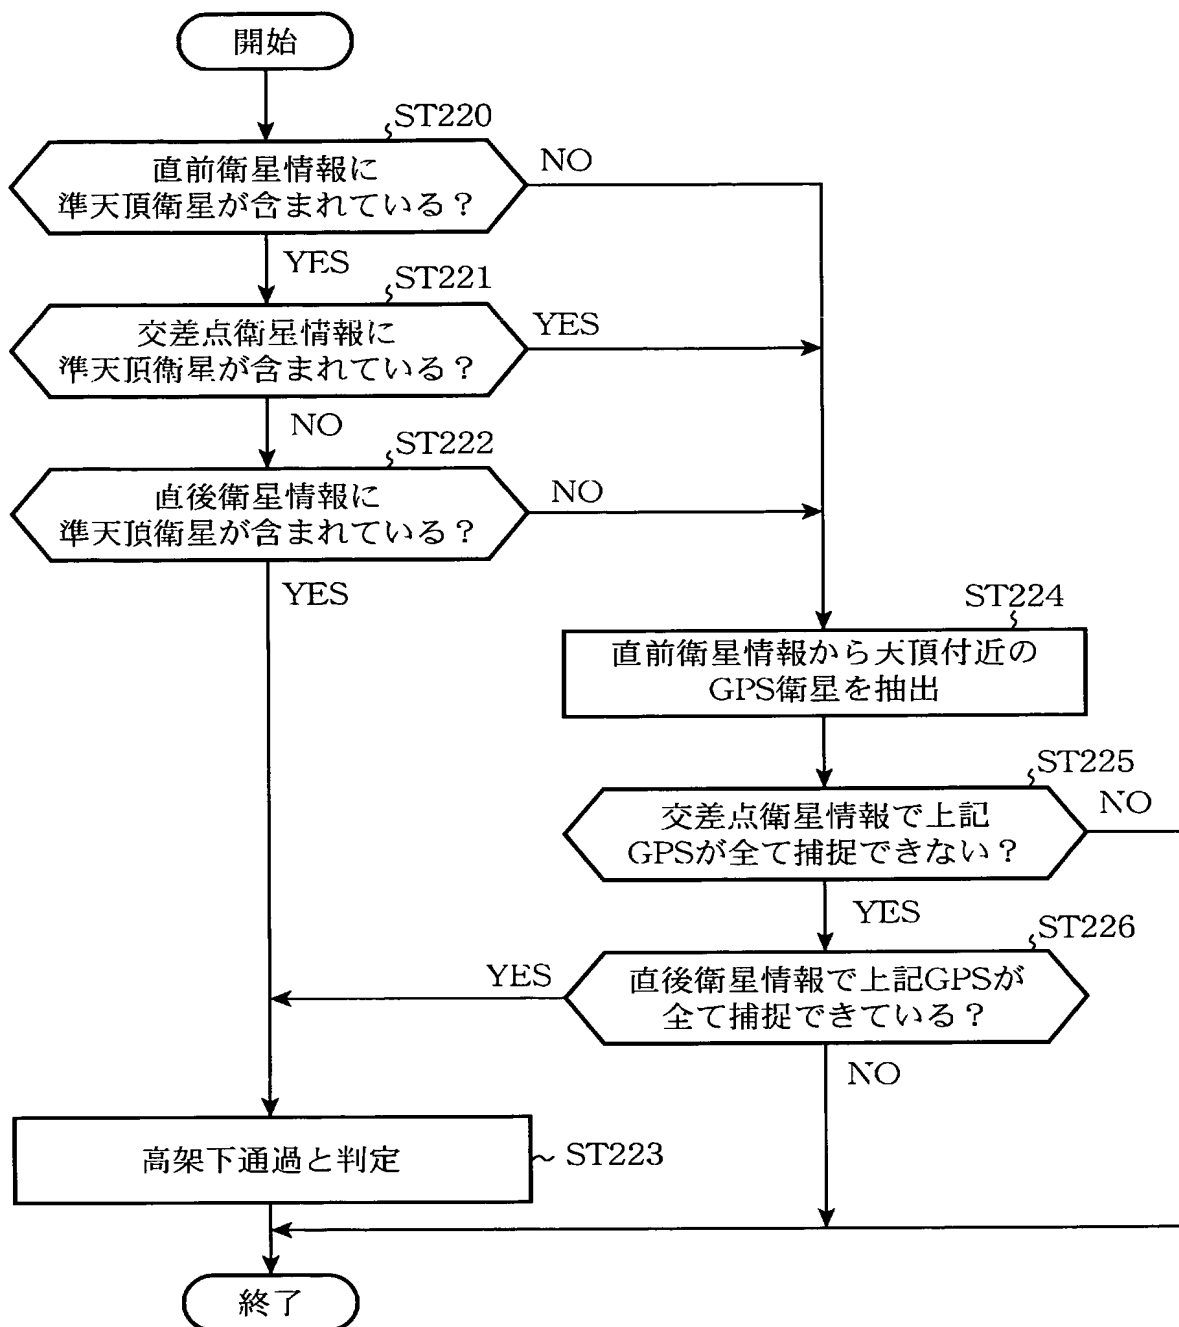 開始
ST220
直前衛星情報に
準天頂衛星が含まれている？
NO
YES
ST221
交差点衛星情報に
準天頂衛星が含まれている？
YES
NO
ST222
直後衛星情報に
準天頂衛星が含まれている？
NO
YES
ST224
直前衛星情報から天頂付近の
GPS衛星を抽出
ST225
交差点衛星情報で上記
GPSが全て捕捉できない？
NO
YES
ST226
直後衛星情報で上記GPSが
全て捕捉できている？
YES
NO
高架下通過と判定
ST223
終了